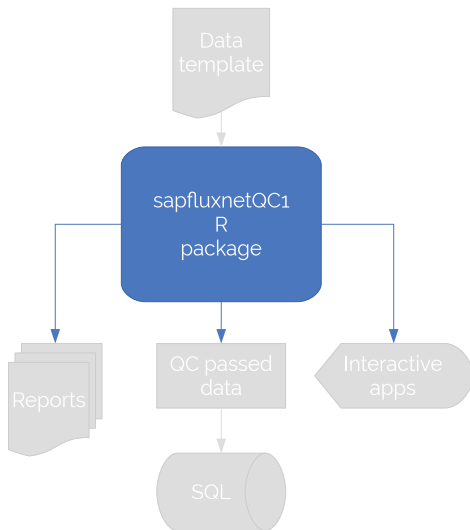 Data
template
sapfluxnetQC1
R
package
Reports
QC passed
data
Interactive
apps
SQL